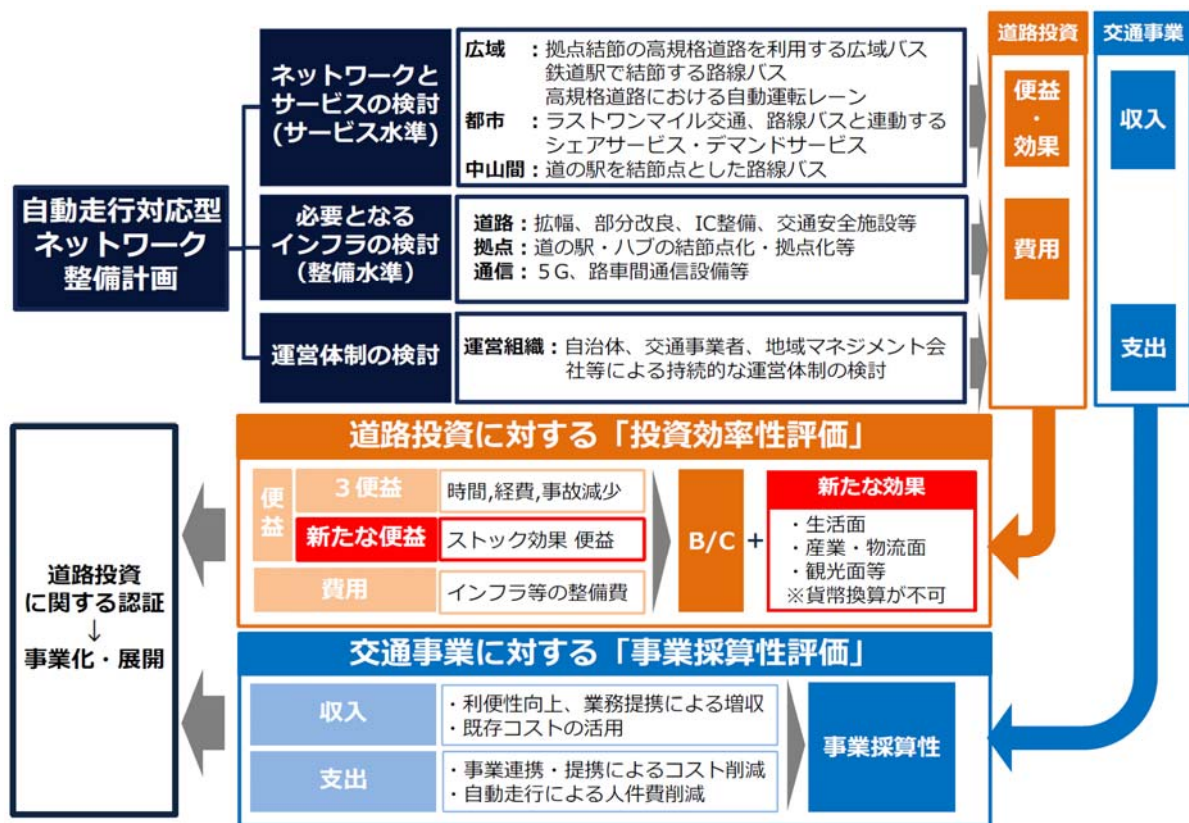 自動走行対応型
ネットワーク
整備計画
ネットワークと
サービスの検討
(サービス水準)
広域　：拠点結節の高規格道路を利用する広域バス
鉄道駅で結節する路線バス
高規格道路における自動運転レーン
都市　：ラストワンマイル交通、路線バスと連動する
シェアサービス・デマンドサービス
中山間：道の駅を結節点とした路線バス
必要となる
インフラの検討
（整備水準）
道路：拡幅、部分改良、IC整備、交通安全施設等
拠点：道の駅・ハブの結節点化・拠点化等
通信：５G、路車間通信設備等
運営体制の検討
運営組織：自治体、交通事業者、地域マネジメント会
社等による持続的な運営体制の検討
道路投資
便益
・
効果
費用
交通事業
収入
支出
道路投資に対する「投資効率性評価」
便益
３便益
時間,経費,事故減少
新たな便益
ストック効果 便益
費用
インフラ等の整備費
B/C
+
新たな効果
・生活面
・産業・物流面
・観光面等
※貨幣換算が不可
交通事業に対する「事業採算性評価」
収入
・利便性向上、業務提携による増収
・既存コストの活用
支出
・事業連携・提携によるコスト削減
・自動走行による人件費削減
事業採算性
道路投資
に関する認証
↓
事業化・展開